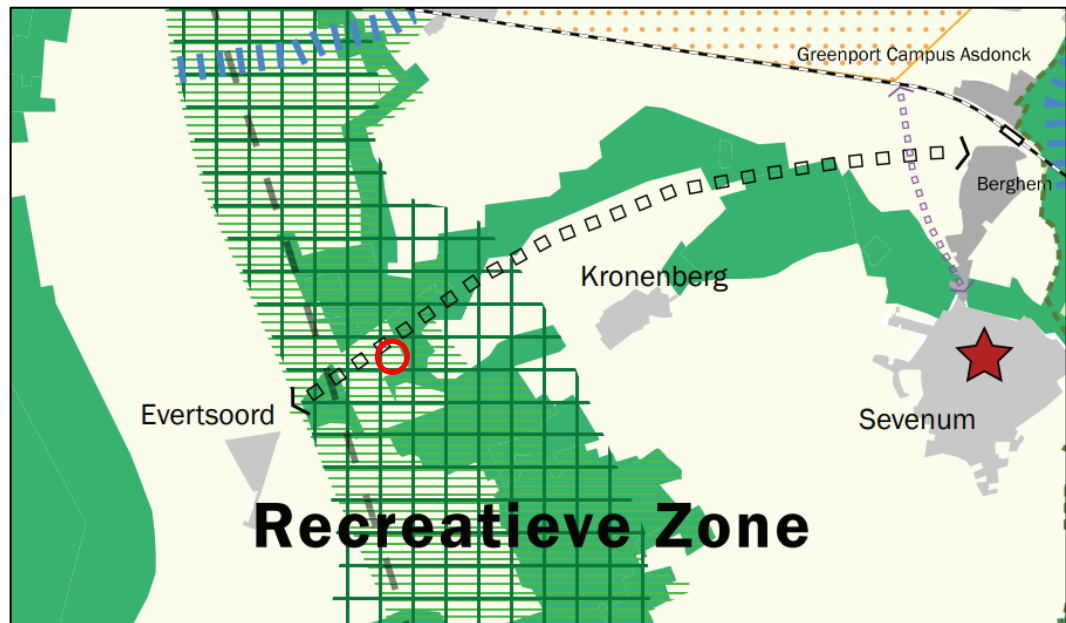 Greenport Campus Asdonck
Berghem
Kronenberg
Evertsoord
Sevenum
Recreatieve Zone